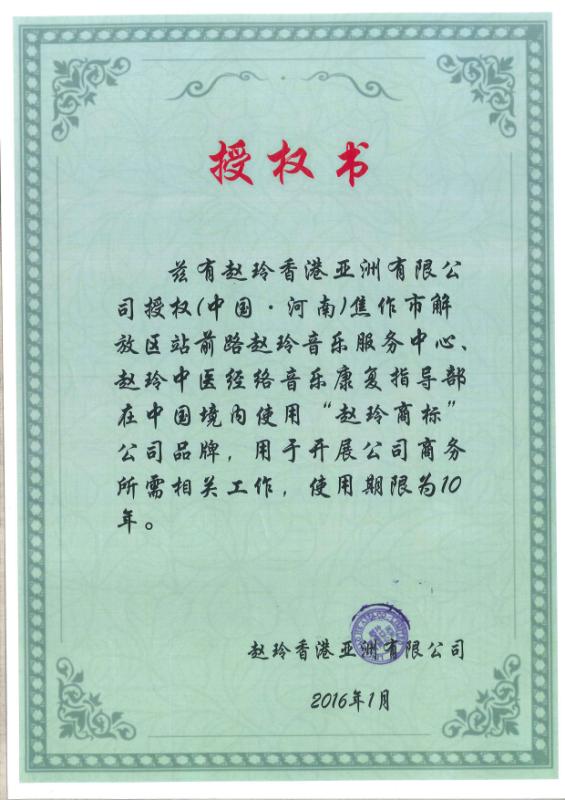 授权书
兹有赵玲香港亚洲有限公
司授权(中国·河南)焦作市解
放区站前路赵玲音乐服务中心、
赵玲中医经络音乐康复指导部
在中国境内使用“赵玲商标”
公司品牌，用于开展公司商务
所需相关工作，使用期限为10
年。
赵玲香港亚洲有限公司
2016年1月